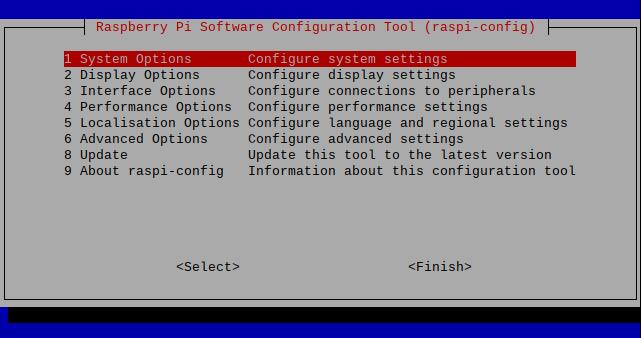 Raspberry Pi Software Configuration Tool (raspi-config)
1 System Options Configure system settings
2 Display Options Configure display settings
3 Interface Options Configure connections to peripherals
4 Performance Options Configure performance settings
5 Localisation Options Configure language and regional settings
6 Advanced Options Configure advanced settings
8 Update Update this tool to the latest version
9 About raspi-config Information about this configuration tool
<Select> <Finish>